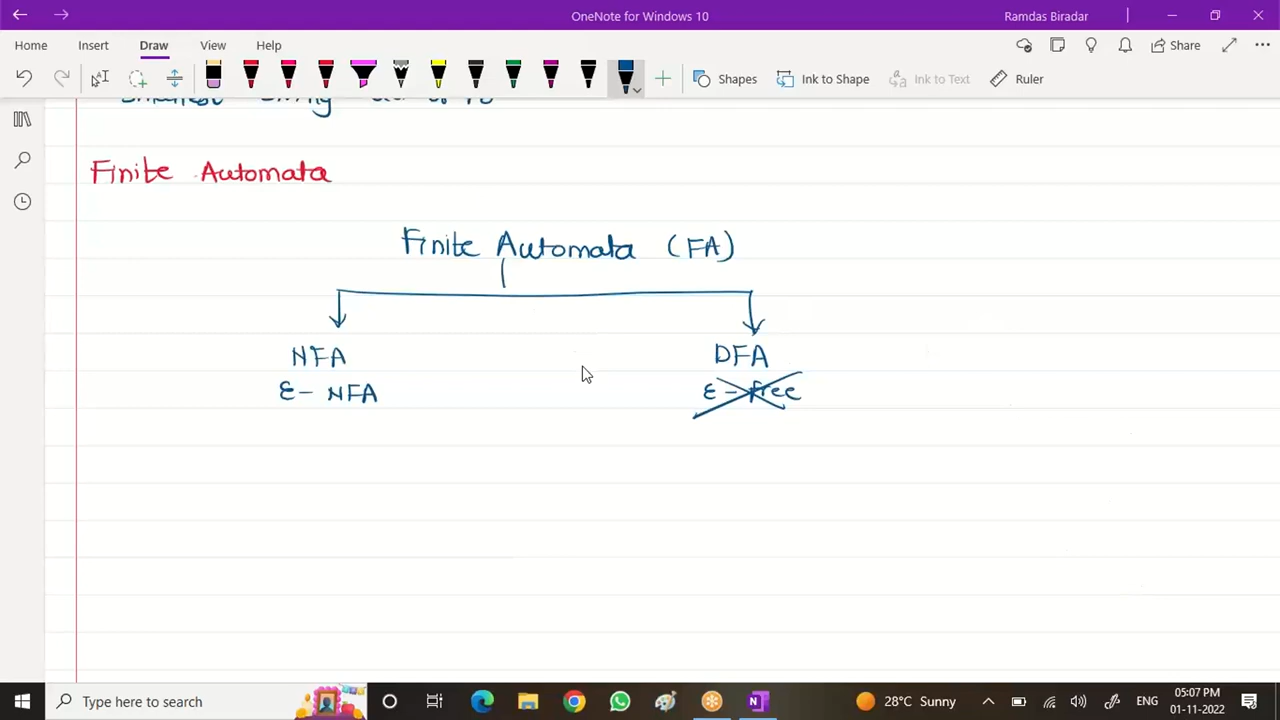 OneNote for Windows 10
Ramdas Biradar
Home Insert Draw View Help Share
Shapes Ink to Shape Ink to Text Ruler
Smallest string
Finite Automata
Finite Automata (FA)
NFA DFA
ε - NFA ε - free
Type here to search
28°C Sunny
ENG
05:07 PM
01-11-2022